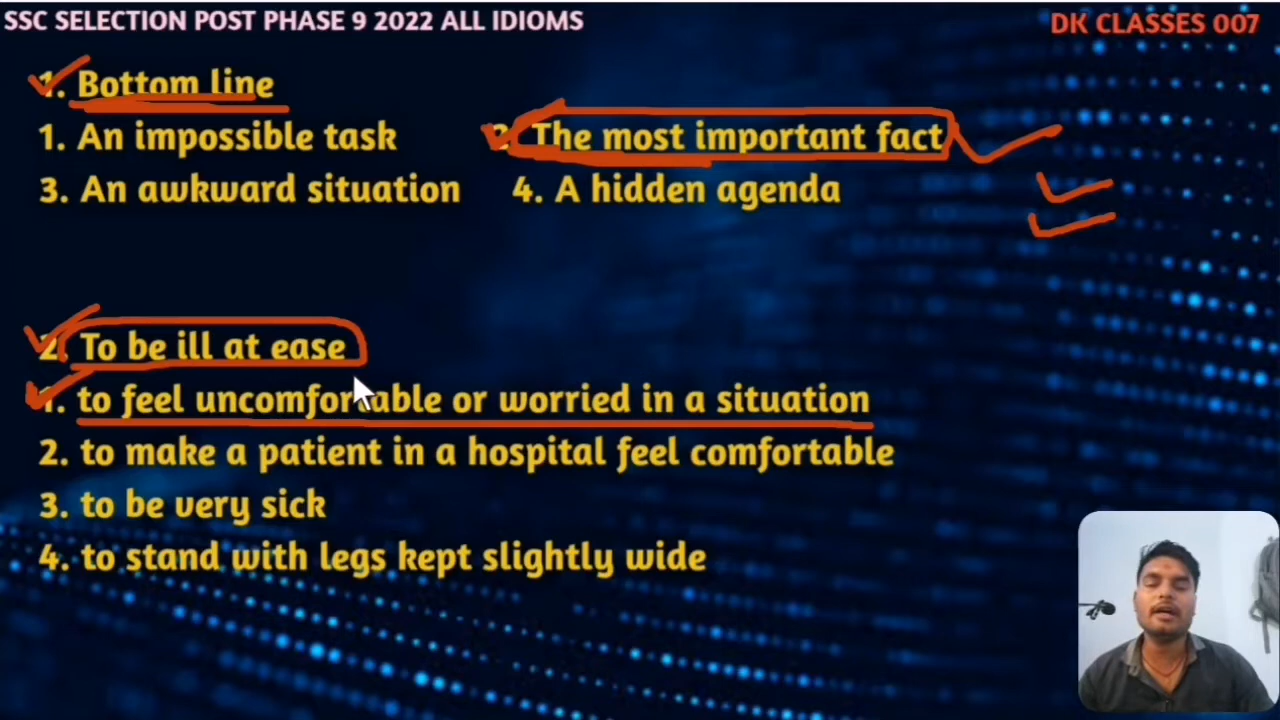 SSC SELECTION POST PHASE 9 2022 ALL IDIOMS
DK CLASSES 007
1. Bottom line
1. An impossible task
2. The most important fact
3. An awkward situation
4. A hidden agenda
2. To be ill at ease
1. to feel uncomfortable or worried in a situation
2. to make a patient in a hospital feel comfortable
3. to be very sick
4. to stand with legs kept slightly wide